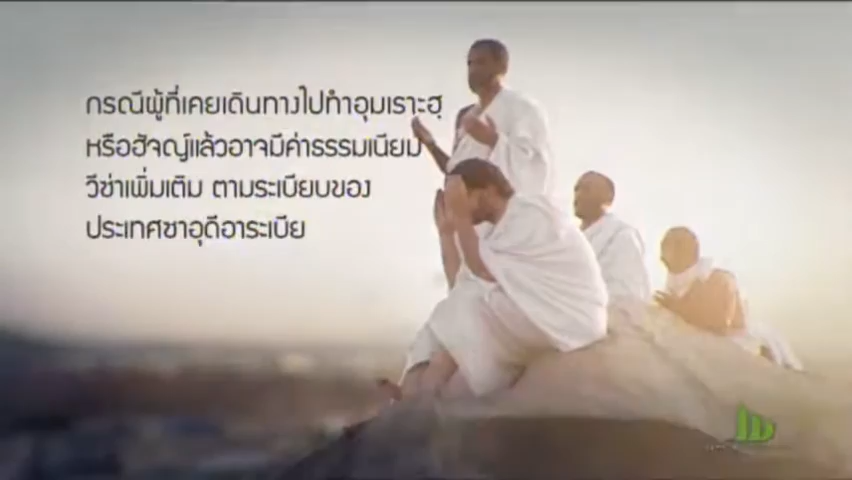 กรณีผู้ที่เคยเดินทางไปทำอุมเราะฮฺ
หรือฮัจญ์แล้วอาจมีค่าธรรมเนียม
วีซ่าเพิ่มเติม ตามระเบียบของ
ประเทศซาอุดีอาระเบีย